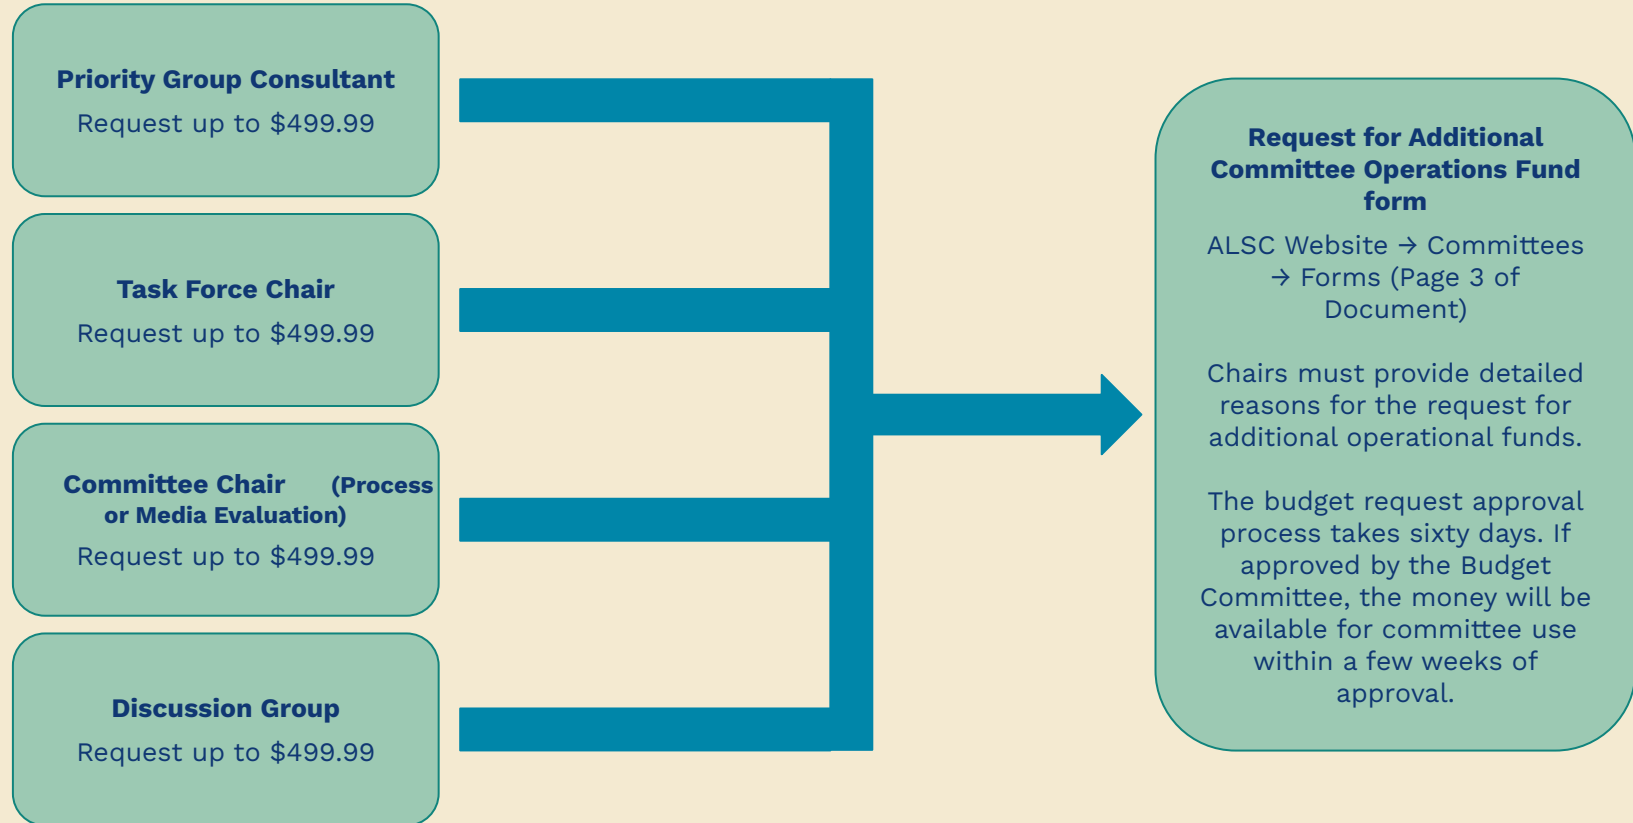 Priority Group Consultant
Request up to $499.99
Task Force Chair
Request up to $499.99
Committee Chair (Process
or Media Evaluation)
Request up to $499.99
Discussion Group
Request up to $499.99
Request for Additional
Committee Operations Fund
form
ALSC Website → Committees
→ Forms (Page 3 of
Document)
Chairs must provide detailed
reasons for the request for
additional operational funds.
The budget request approval
process takes sixty days. If
approved by the Budget
Committee, the money will be
available for committee use
within a few weeks of
approval.